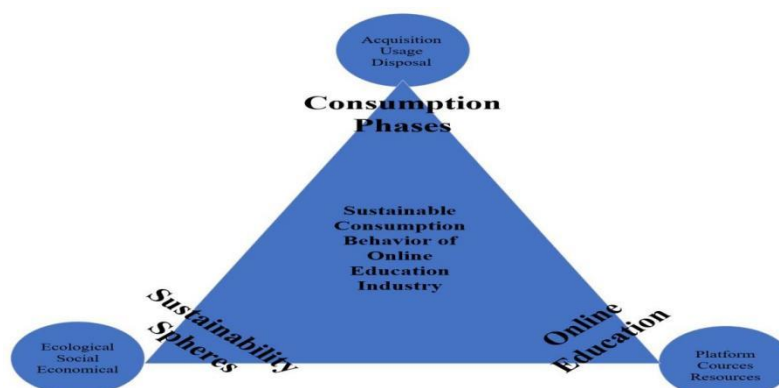 Acquisition
Usage
Disposal
Consumption
Phases
Sustainable
Consumption
Behavior of
Online
Education
Industry
Sustainability
Spheres
Online
Education
Ecological
Social
Economical
Platform
Cources
Resources